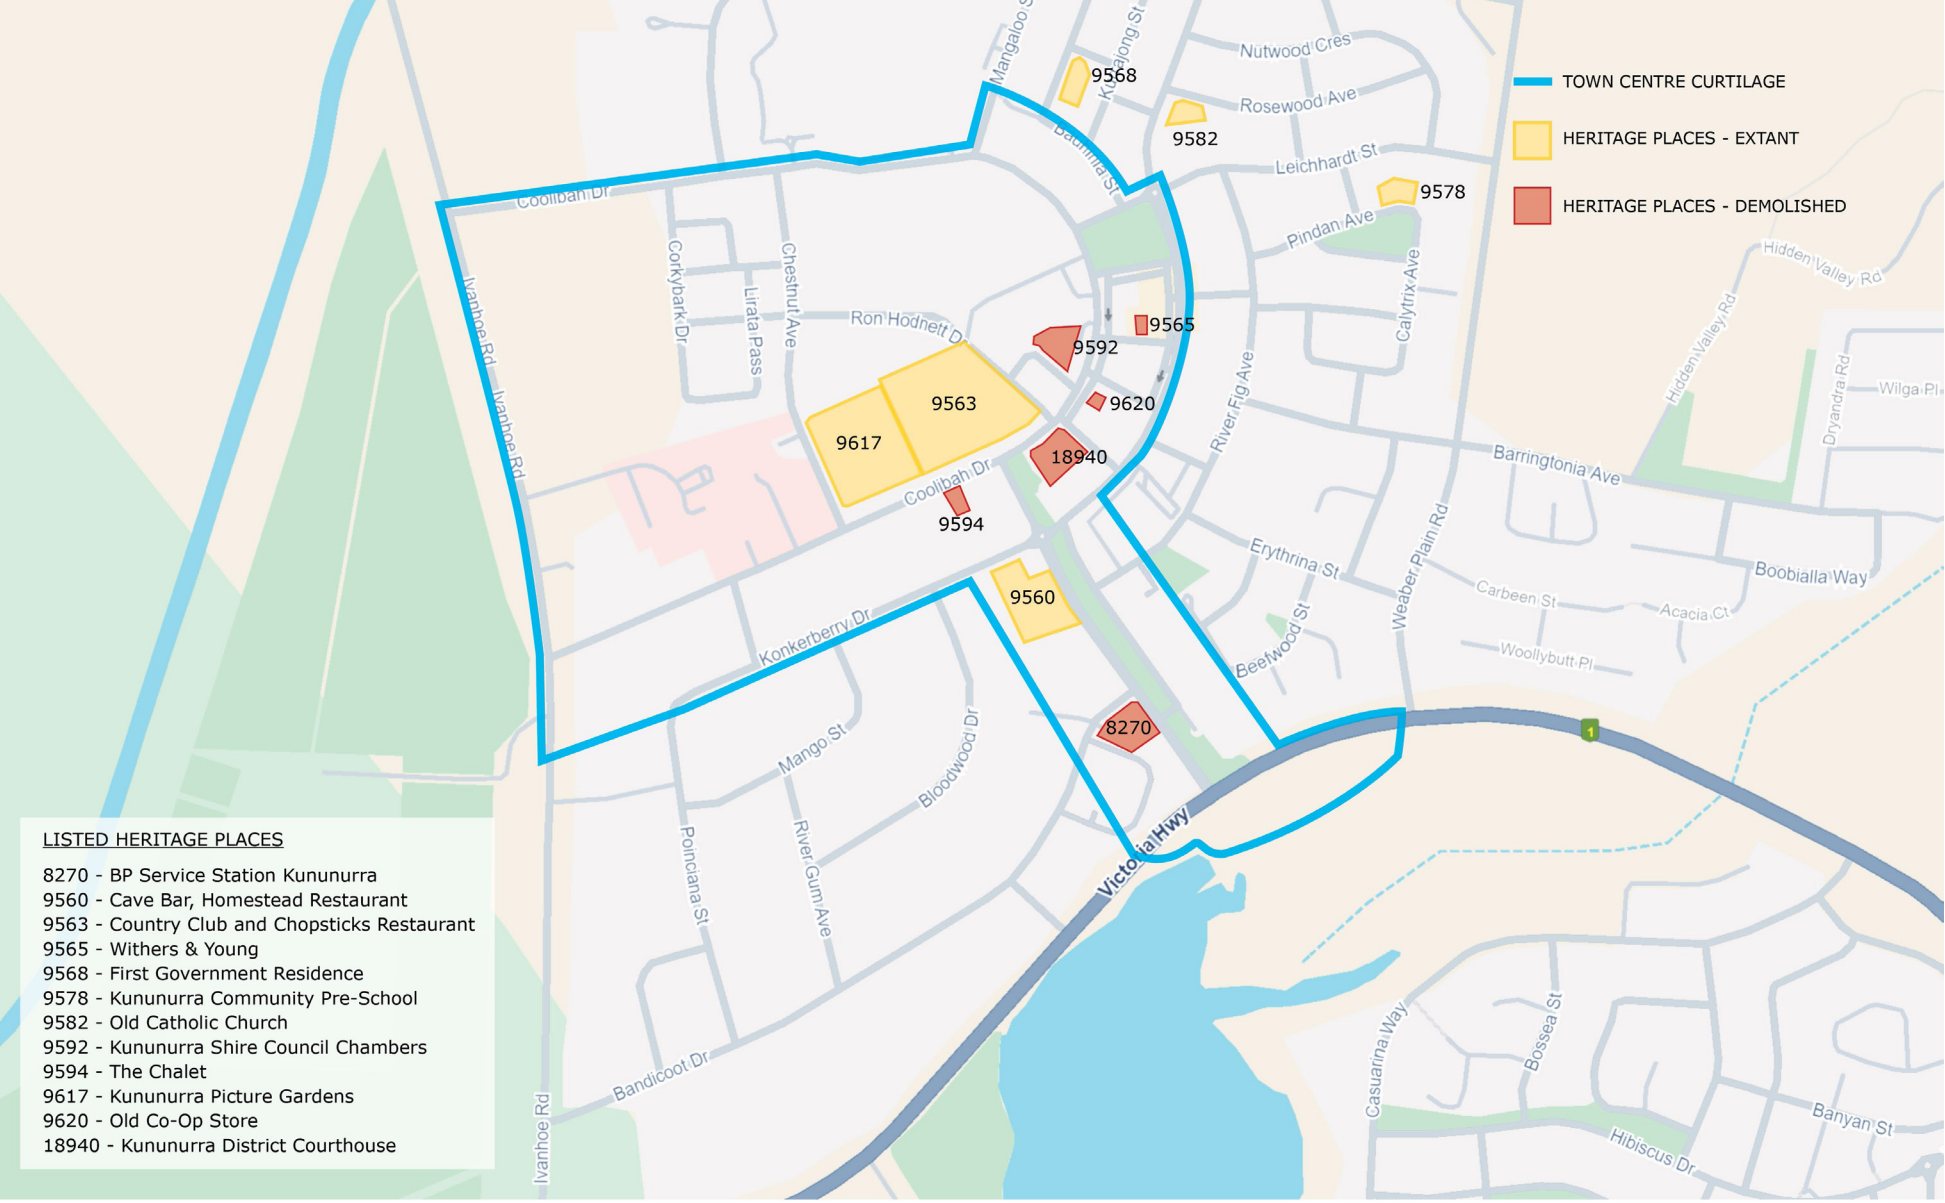 Mangaloo S
Kurrajong St
Nutwood Cres
9568
Rosewood Ave
9582
Bauhinia St
Leichhardt St
9578
Pindan Ave
TOWN CENTRE CURTILAGE
HERITAGE PLACES - EXTANT
HERITAGE PLACES - DEMOLISHED
Coolibah Dr
Hidden Valley Rd
Hidden Valley Rd
Calytrix Ave
Corkybark Dr
Lirata Pass
Chestnut Ave
Ivanhoe Rd
Ivanhoe Rd
Ron Hodnett Dr
9565
9592
9620
River Fig Ave
Dryandra Rd
Wilga Pl
9563
9617
18940
Coolibah Dr
9594
Barringtonia Ave
Weaber Plain Rd
Erythrina St
Boobialla Way
Carbeen St
Acacia Ct
Woollybutt Pl
Beefwood St
9560
Konkerberry Dr
Mango St
Bloodwood Dr
8270
1
Victoria Hwy
Poinciana St
River Gum Ave
Bandicoot Dr
Ivanhoe Rd
Casuarina Way
Bossea St
Banyan St
Hibiscus Dr
LISTED HERITAGE PLACES
8270 - BP Service Station Kununurra
9560 - Cave Bar, Homestead Restaurant
9563 - Country Club and Chopsticks Restaurant
9565 - Withers & Young
9568 - First Government Residence
9578 - Kununurra Community Pre-School
9582 - Old Catholic Church
9592 - Kununurra Shire Council Chambers
9594 - The Chalet
9617 - Kununurra Picture Gardens
9620 - Old Co-Op Store
18940 - Kununurra District Courthouse